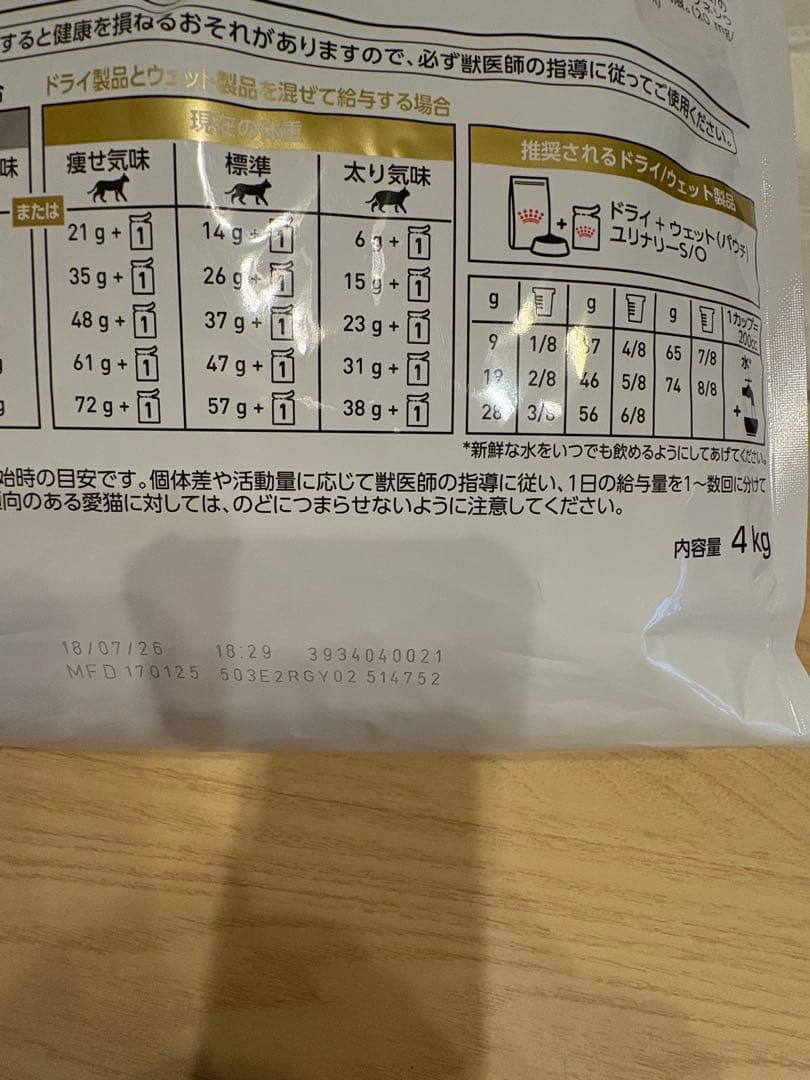 すると健康を損ねるおそれがありますので、必ず獣医師の指導に従ってご使用ください。
ドライ製品とウェット製品を混ぜて給与する場合
現在の体重
味
痩せ気味
標準
太り気味
または
21 g + 1
14 g + 1
6 g + 1
35 g + 1
26 g + 1
15 g + 1
48 g + 1
37 g + 1
23 g + 1
61 g + 1
47 g + 1
31 g + 1
72 g + 1
57 g + 1
38 g + 1
推奨されるドライ/ウェット製品
ドライ + ウェット(パウチ)
ユリナリーS/O
g g g 1カップ=
200cc
9 1/8 37 4/8 65 7/8 水*
19 2/8 46 5/8 74 8/8
28 3/8 56 6/8 +
*新鮮な水をいつでも飲めるようにしてあげてください。
始時の目安です。個体差や活動量に応じて獣医師の指導に従い、1日の給与量を1～数回に分けて
向のある愛猫に対しては、のどにつまらせないように注意してください。
内容量 4 kg
18/07/26 18:29 3934040021
MFD 170125 503E2RGY02 514752